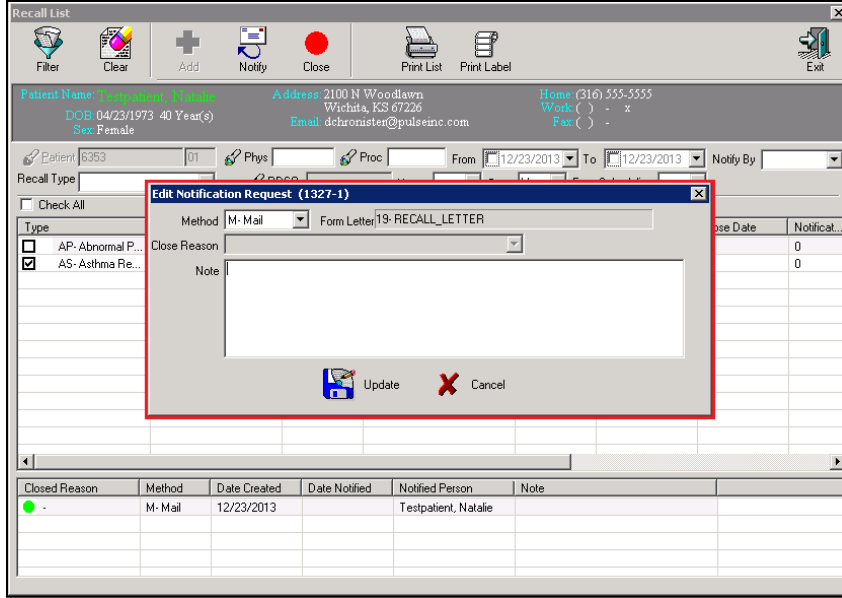 Recall List
Filter Clear Add Notify Close Print List Print Label Exit
Patient Name: Testpatient, Natalie Address: 2100 N Woodlawn Home: (316) 555-5555
Wichita, KS 67226 Work: ( ) - x
DOB: 04/23/1973 40 Year(s) Email: dchronister@pulseinc.com Fax: ( ) -
Sex: Female
Patient 6353 01 Phys Proc From 12/23/2013 To 12/23/2013 Notify By
Recall Type
Check All
Edit Notification Request (1327-1)
Method M- Mail Form Letter 19- RECALL_LETTER
Close Reason
Note
Update Cancel
Type ose Date Notificat...
AP- Abnormal P... 0
AS- Asthma Re... 0
Closed Reason Method Date Created Date Notified Notified Person Note
- M- Mail 12/23/2013 Testpatient, Natalie